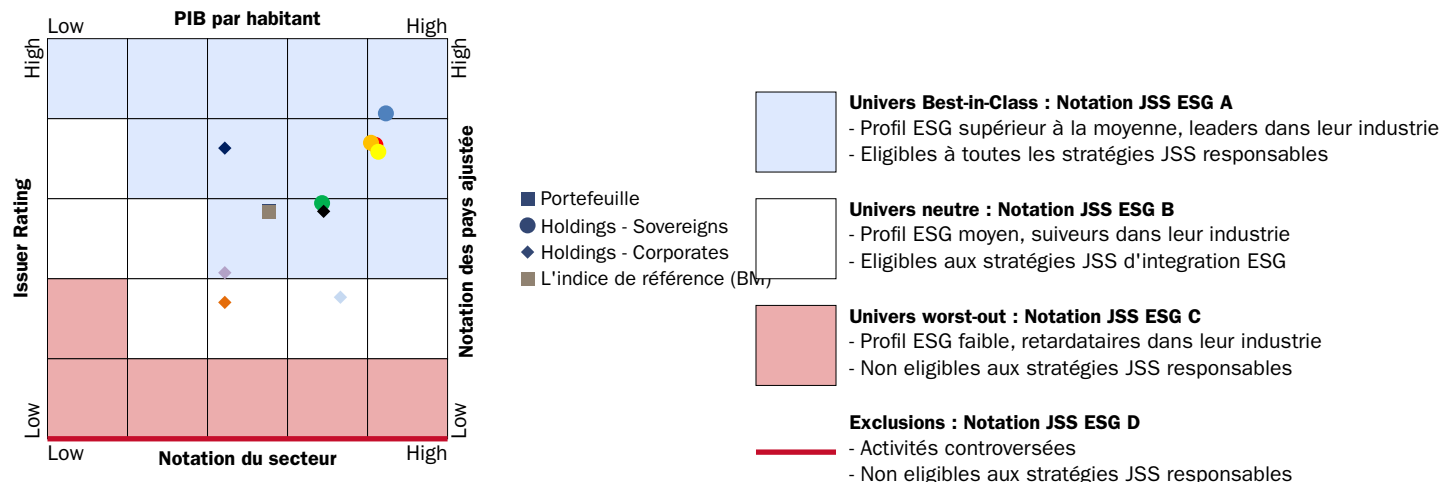 PIB par habitant
Low
High
High
High
Issuer Rating
Notation des pays ajustée
Low
Low
Low
High
Notation du secteur
Portefeuille
Holdings - Sovereigns
Holdings - Corporates
L'indice de référence (BM)
Univers Best-in-Class : Notation JSS ESG A
- Profil ESG supérieur à la moyenne, leaders dans leur industrie
- Eligibles à toutes les stratégies JSS responsables
Univers neutre : Notation JSS ESG B
- Profil ESG moyen, suiveurs dans leur industrie
- Eligibles aux stratégies JSS d'integration ESG
Univers worst-out : Notation JSS ESG C
- Profil ESG faible, retardataires dans leur industrie
- Non eligibles aux stratégies JSS responsables
Exclusions : Notation JSS ESG D
- Activités controversées
- Non eligibles aux stratégies JSS responsables